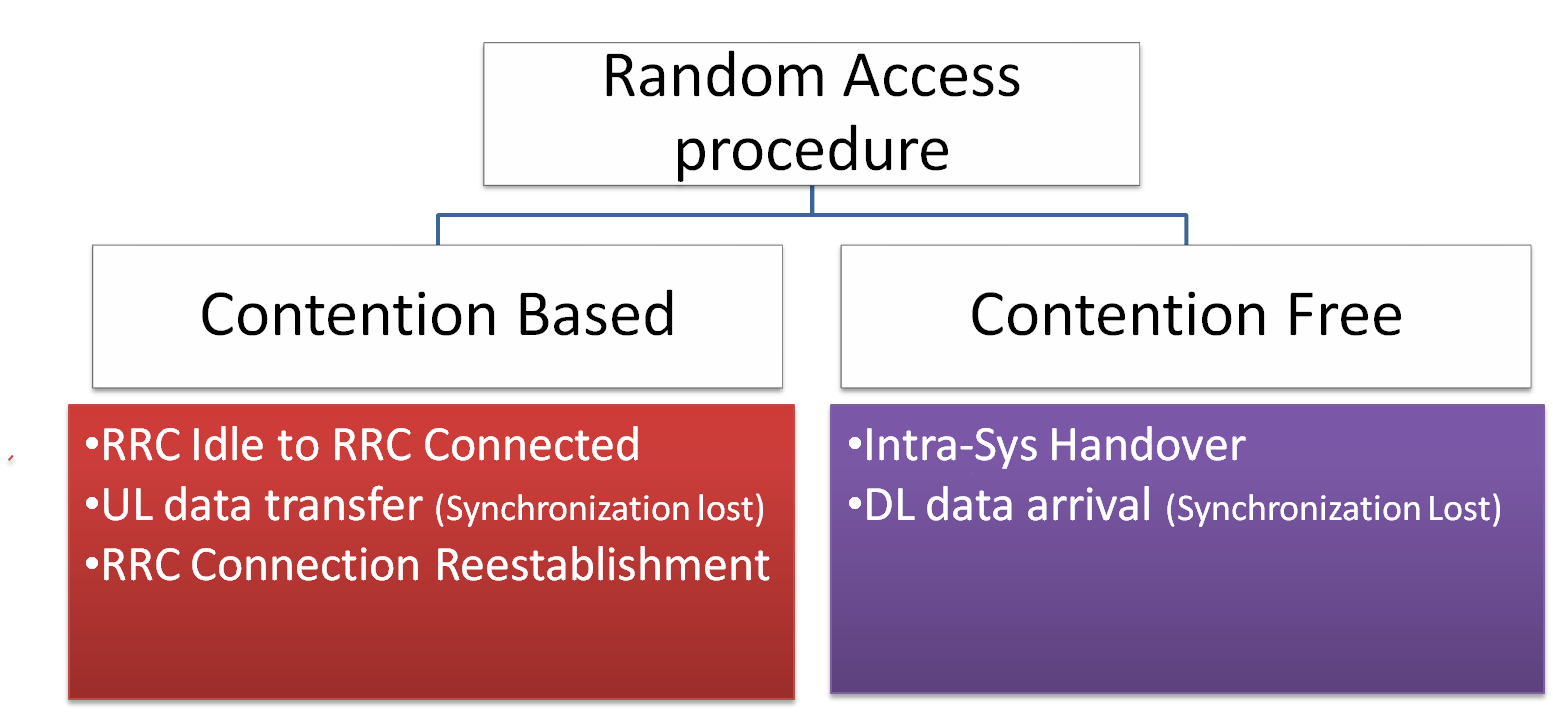 Random Access
procedure
Contention Based
Contention Free
•RRC Idle to RRC Connected
•UL data transfer (Synchronization lost)
•RRC Connection Reestablishment
•Intra-Sys Handover
•DL data arrival (Synchronization Lost)